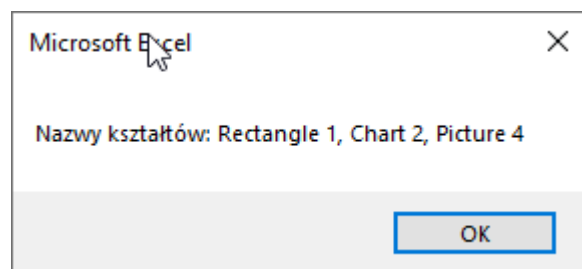 Microsoft Excel
Nazwy kształtów: Rectangle 1, Chart 2, Picture 4
OK